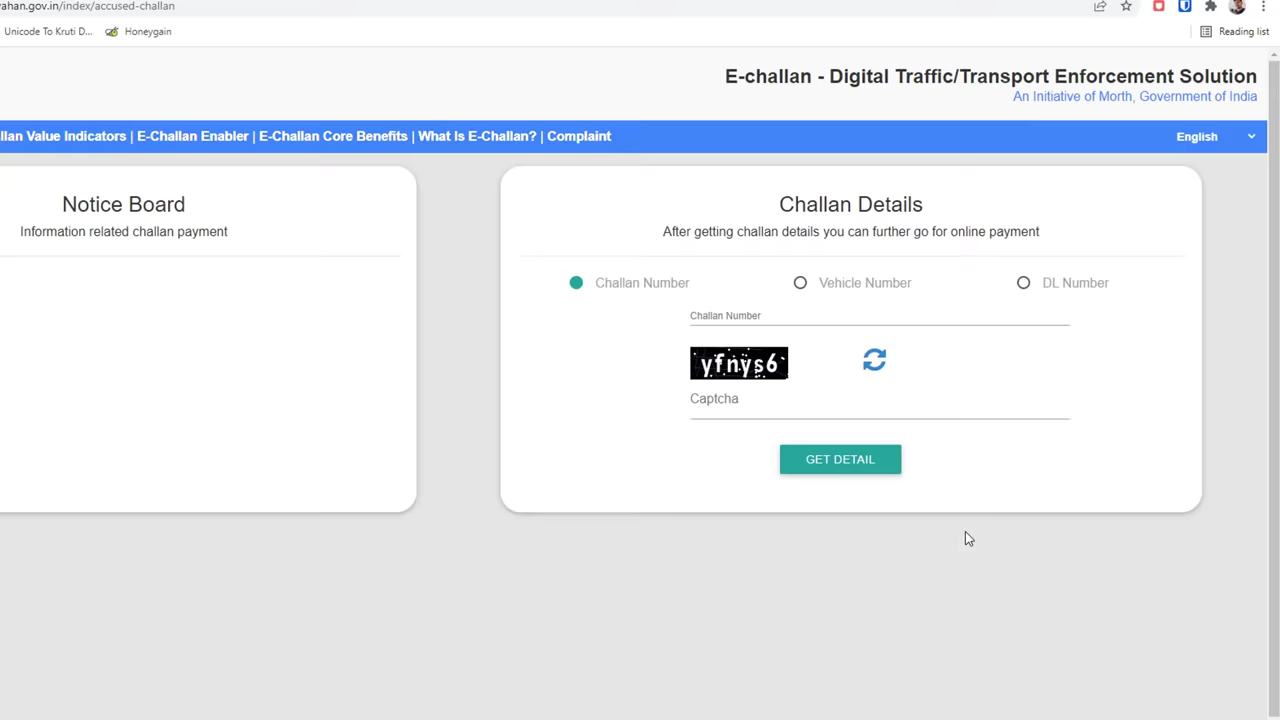 ahan.gov.in/index/accused-challan
Unicode To Kruti D...
Honeygain
Reading list
E-challan - Digital Traffic/Transport Enforcement Solution
An Initiative of Morth, Government of India
llan Value Indicators | E-Challan Enabler | E-Challan Core Benefits | What Is E-Challan? | Complaint
English
Notice Board
Information related challan payment
Challan Details
After getting challan details you can further go for online payment
Challan Number
Vehicle Number
DL Number
Challan Number
yfnys6
Captcha
GET DETAIL